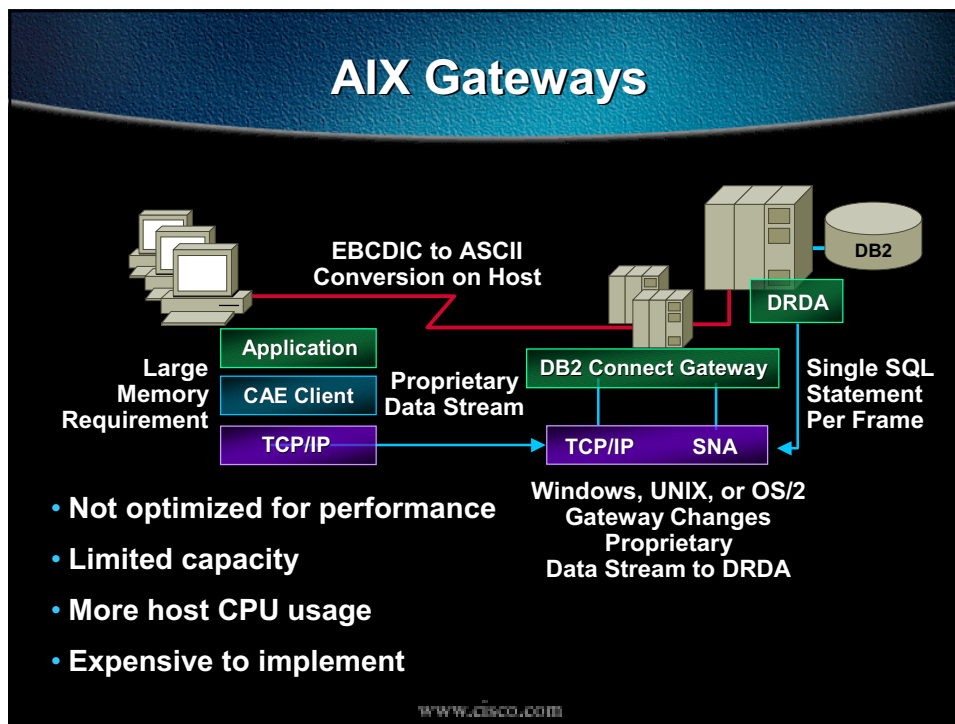 AIX Gateways
EBCDIC to ASCII
Conversion on Host
DB2
DRDA
Application
CAE Client
TCP/IP
Large
Memory
Requirement
Proprietary
Data Stream
DB2 Connect Gateway
TCP/IP SNA
Single SQL
Statement
Per Frame
Windows, UNIX, or OS/2
Gateway Changes
Proprietary
Data Stream to DRDA
• Not optimized for performance
• Limited capacity
• More host CPU usage
• Expensive to implement
www.cisco.com